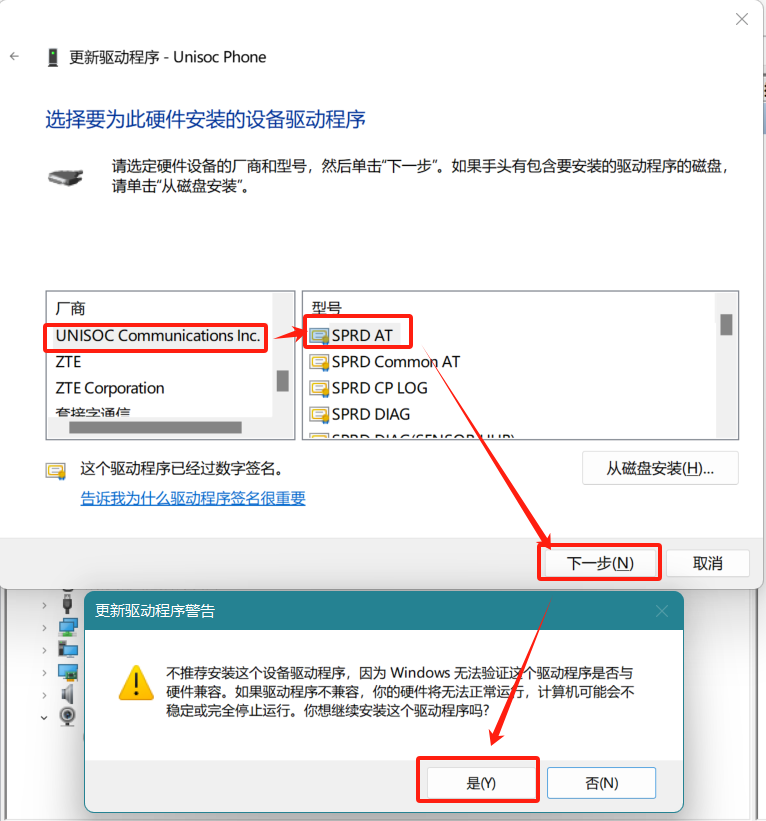 更新驱动程序 - Unisoc Phone
选择要为此硬件安装的设备驱动程序
请选定硬件设备的厂商和型号，然后单击“下一步”。如果手头有包含要安装的驱动程序的磁盘，
请单击“从磁盘安装”。
厂商
UNISOC Communications Inc.
ZTE
ZTE Corporation
套接字通信
型号
SPRD AT
SPRD Common AT
SPRD CP LOG
SPRD DIAG
SPRD DIAG(SENSOR HUB)
这个驱动程序已经过数字签名。
告诉我为什么驱动程序签名很重要
从磁盘安装(H)...
下一步(N)
取消
更新驱动程序警告
不推荐安装这个设备驱动程序，因为 Windows 无法验证这个驱动程序是否与
硬件兼容。如果驱动程序不兼容，你的硬件将无法正常运行，计算机可能会不
稳定或完全停止运行。你想继续安装这个驱动程序吗?
是(Y)
否(N)